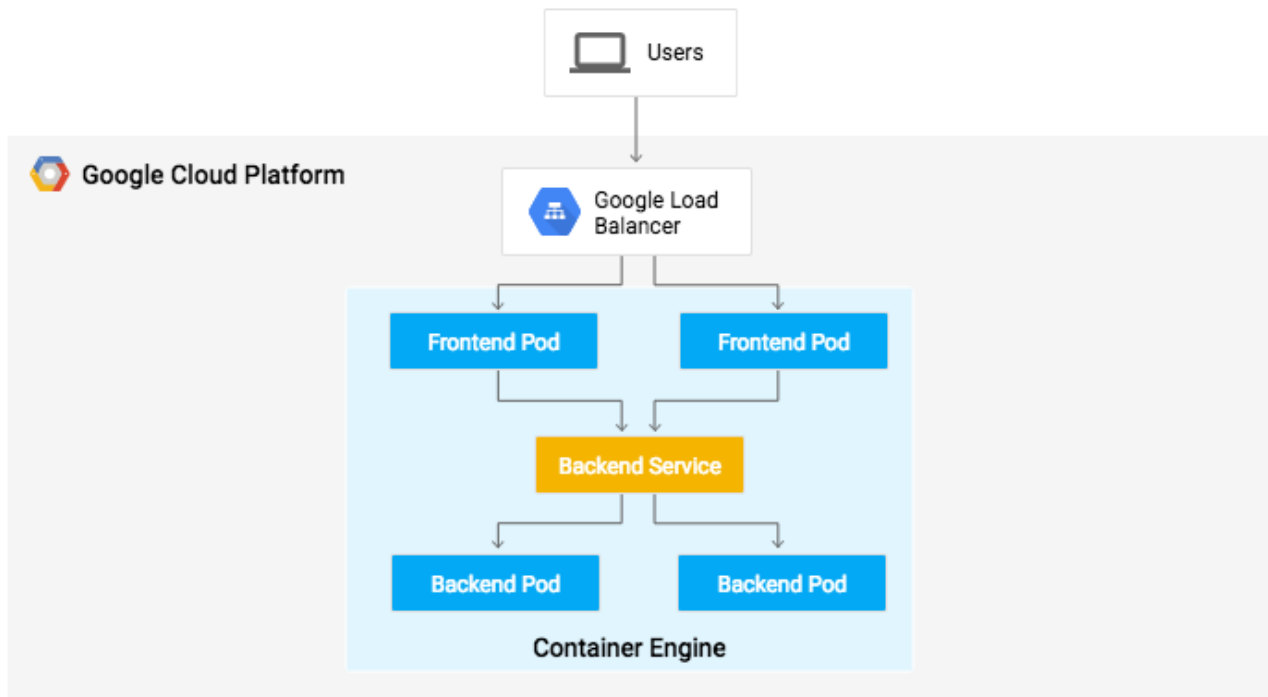 Users
Google Cloud Platform
Google Load
Balancer
Frontend Pod
Frontend Pod
Backend Service
Backend Pod
Backend Pod
Container Engine